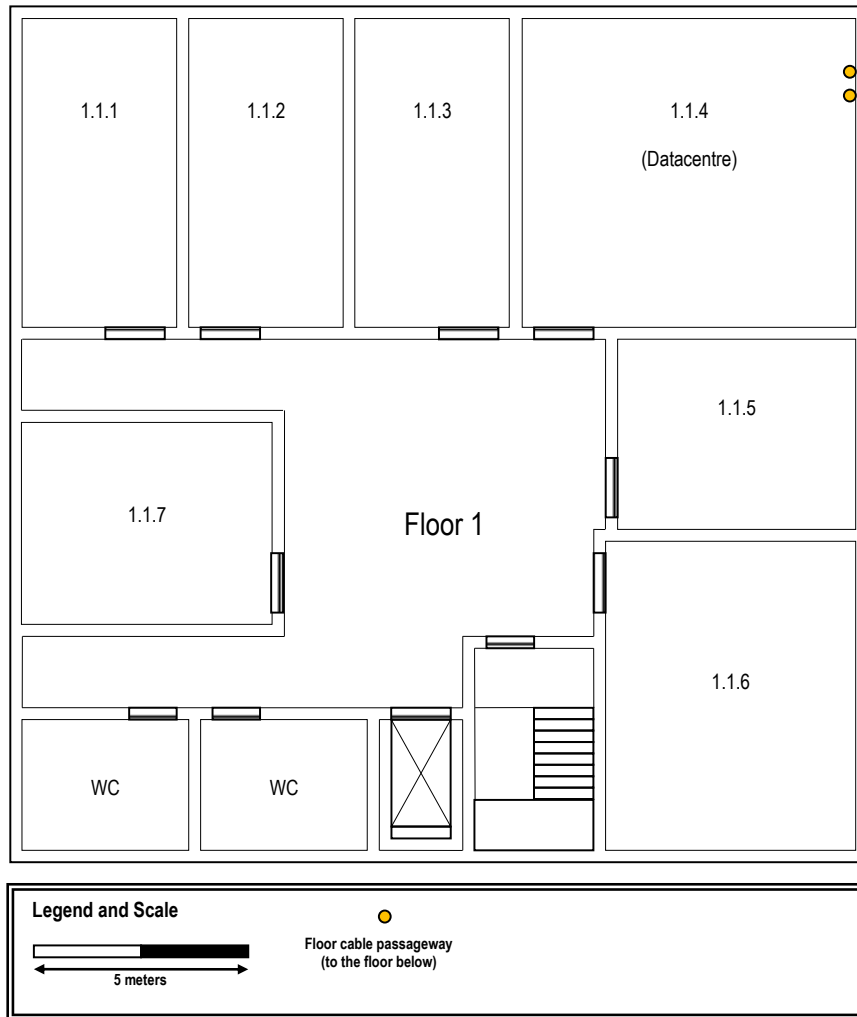 1.1.1
1.1.2
1.1.3
1.1.4
(Datacentre)
1.1.5
1.1.7
Floor 1
1.1.6
WC
WC
Legend and Scale
5 meters
Floor cable passageway
(to the floor below)